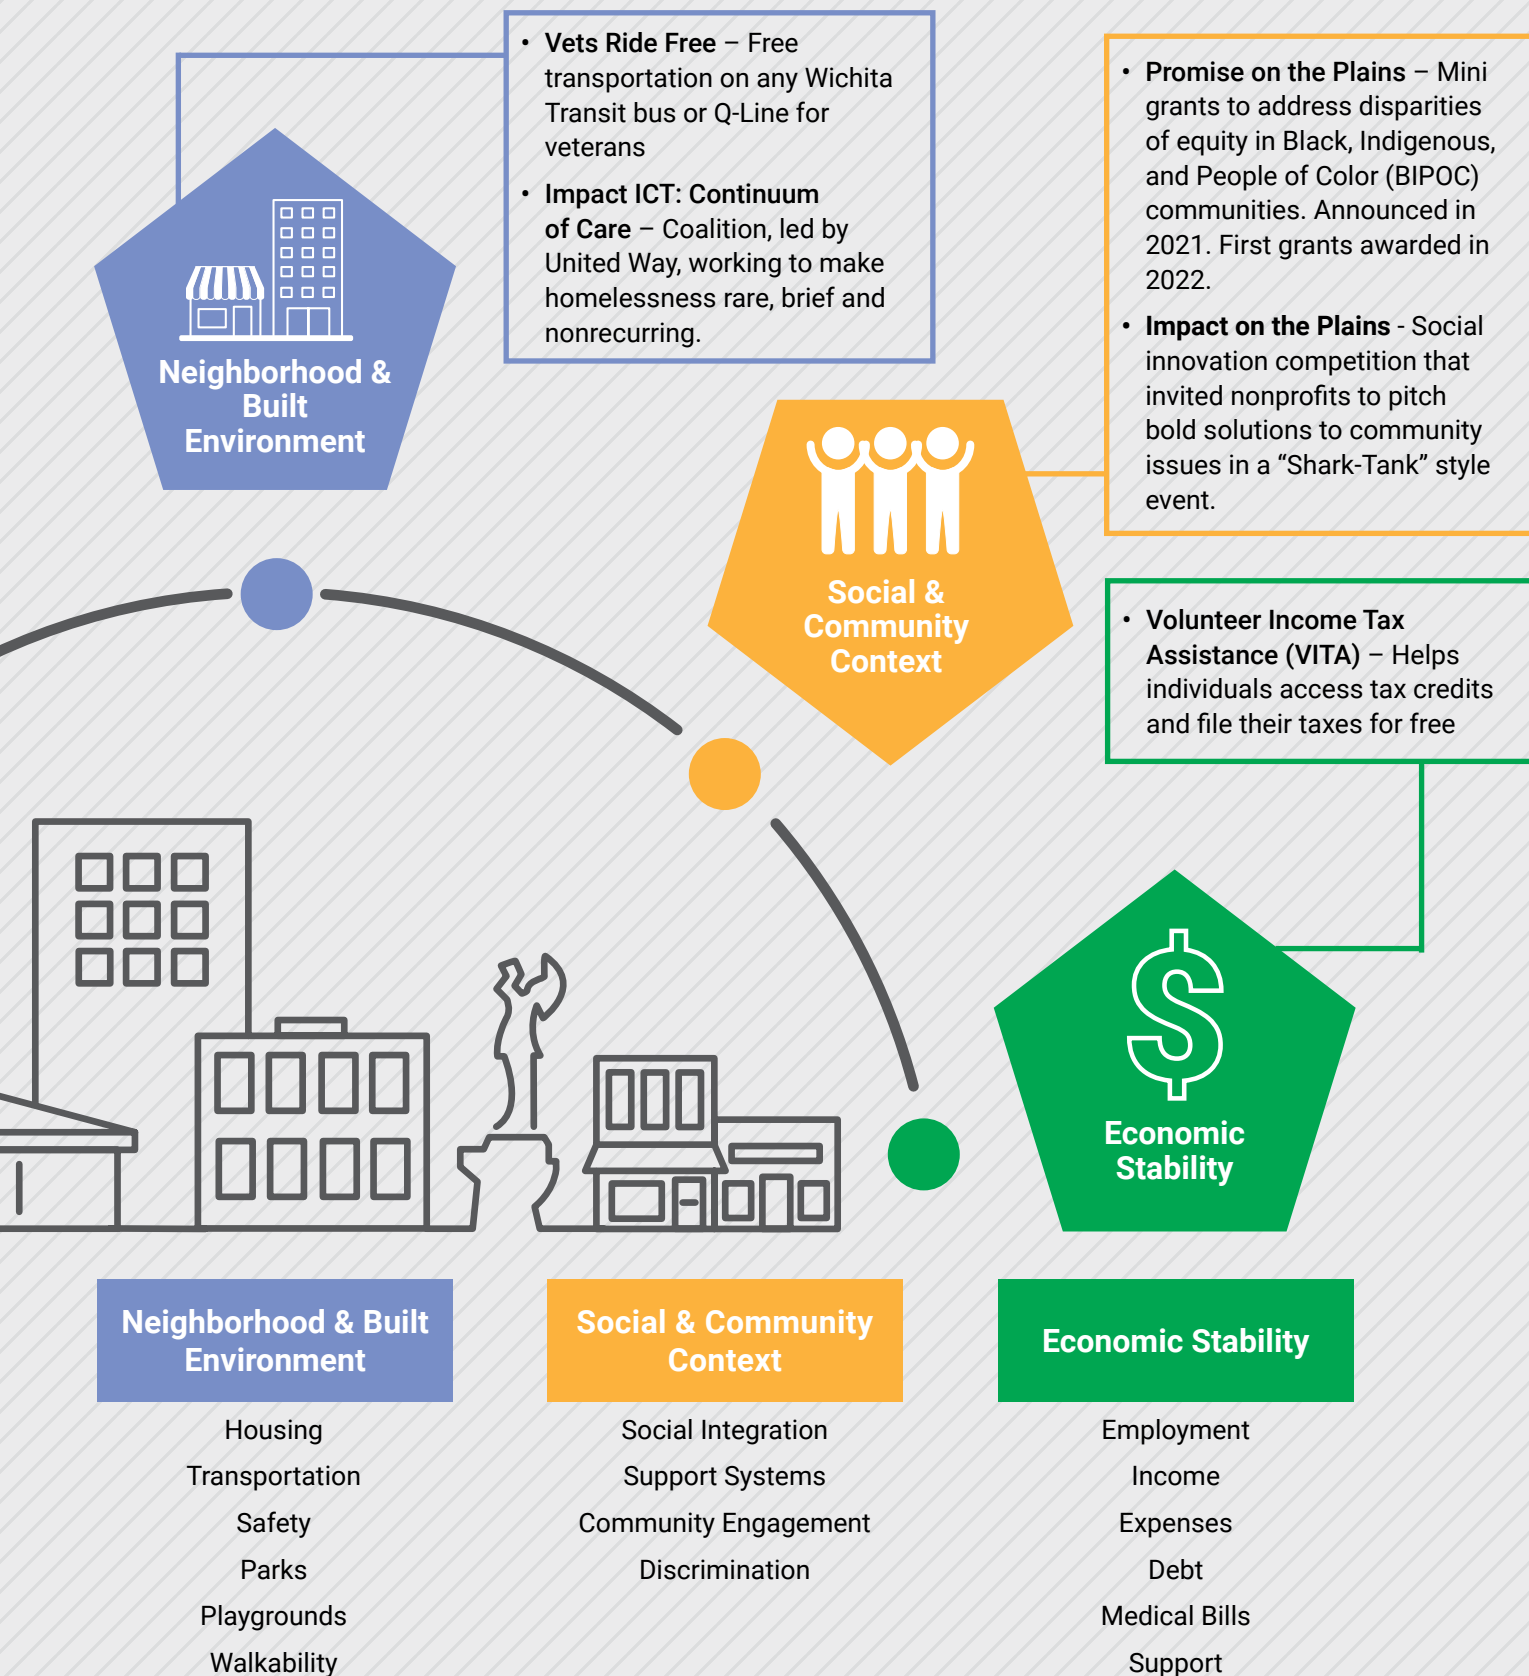 • Vets Ride Free – Free
transportation on any Wichita
Transit bus or Q-Line for
veterans
• Impact ICT: Continuum
of Care – Coalition, led by
United Way, working to make
homelessness rare, brief and
nonrecurring.
Neighborhood &
Built
Environment
• Promise on the Plains – Mini
grants to address disparities
of equity in Black, Indigenous,
and People of Color (BIPOC)
communities. Announced in
2021. First grants awarded in
2022.
• Impact on the Plains - Social
innovation competition that
invited nonprofits to pitch
bold solutions to community
issues in a “Shark-Tank” style
event.
Social &
Community
Context
• Volunteer Income Tax
Assistance (VITA) – Helps
individuals access tax credits
and file their taxes for free
Economic
Stability
Neighborhood & Built
Environment
Housing
Transportation
Safety
Parks
Playgrounds
Walkability
Social & Community
Context
Social Integration
Support Systems
Community Engagement
Discrimination
Economic Stability
Employment
Income
Expenses
Debt
Medical Bills
Support